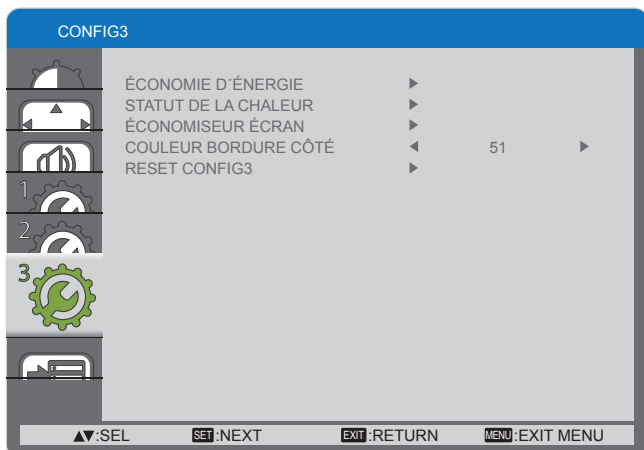 CONFIG3
ÉCONOMIE D´ÉNERGIE
STATUT DE LA CHALEUR
ÉCONOMISEUR ÉCRAN
COULEUR BORDURE CÔTÉ 51
RESET CONFIG3
1
2
3
:SEL SET:NEXT EXIT:RETURN MENU:EXIT MENU